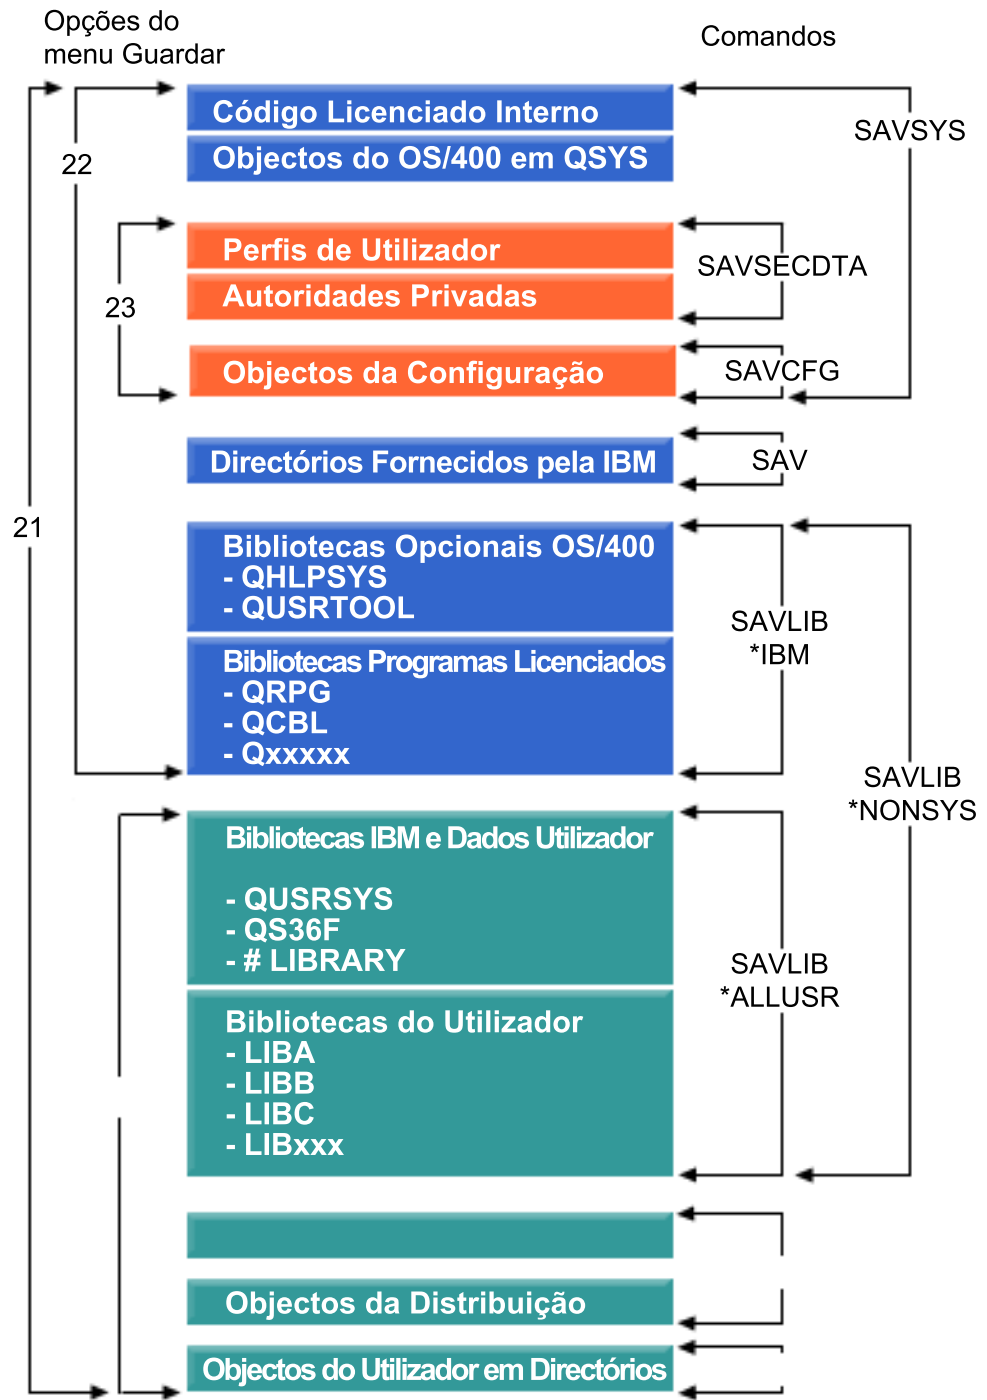 Opções do
menu Guardar
Comandos
Código Licenciado Interno
Objectos do OS/400 em QSYS
SAVSYS
22
Perfis de Utilizador
Autoridades Privadas
SAVSECDTA
23
Objectos da Configuração
SAVCFG
Directórios Fornecidos pela IBM
SAV
21
Bibliotecas Opcionais OS/400
- QHLPSYS
- QUSRTOOL
SAVLIB
*IBM
Bibliotecas Programas Licenciados
- QRPG
- QCBL
- Qxxxxx
SAVLIB
*NONSYS
Bibliotecas IBM e Dados Utilizador
- QUSRSYS
- QS36F
- # LIBRARY
SAVLIB
*ALLUSR
Bibliotecas do Utilizador
- LIBA
- LIBB
- LIBC
- LIBxxx
Objectos da Distribuição
Objectos do Utilizador em Directórios